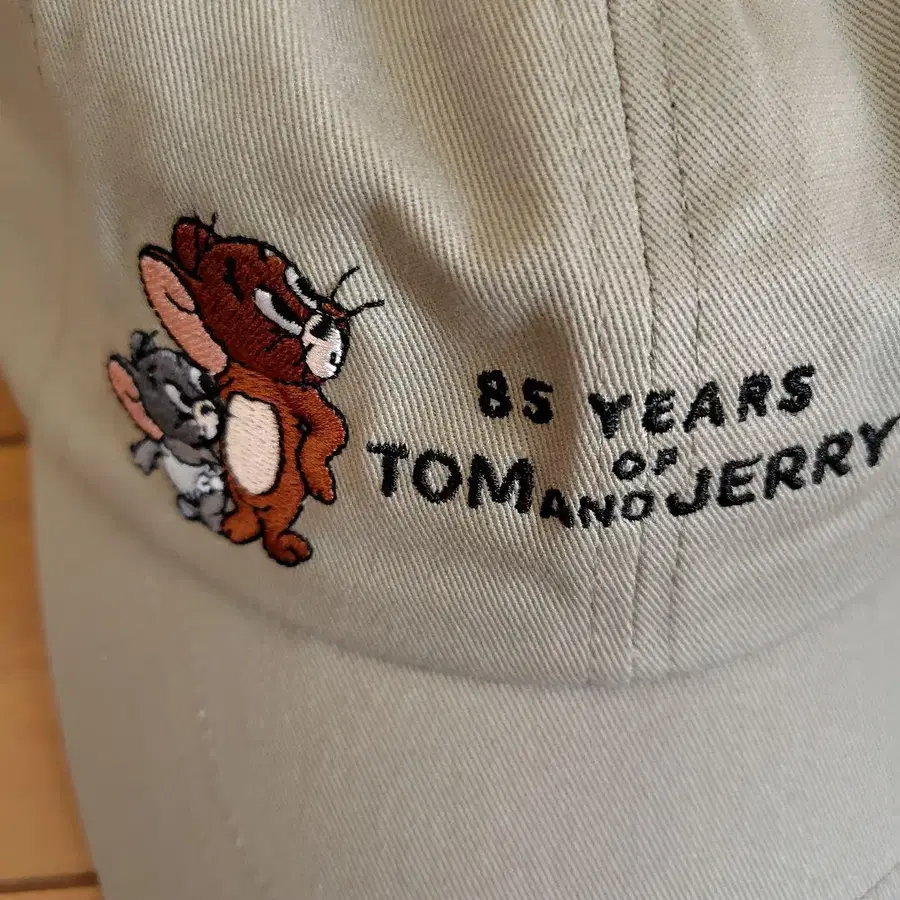 85 YEARS
OF
TOM AND JERRY